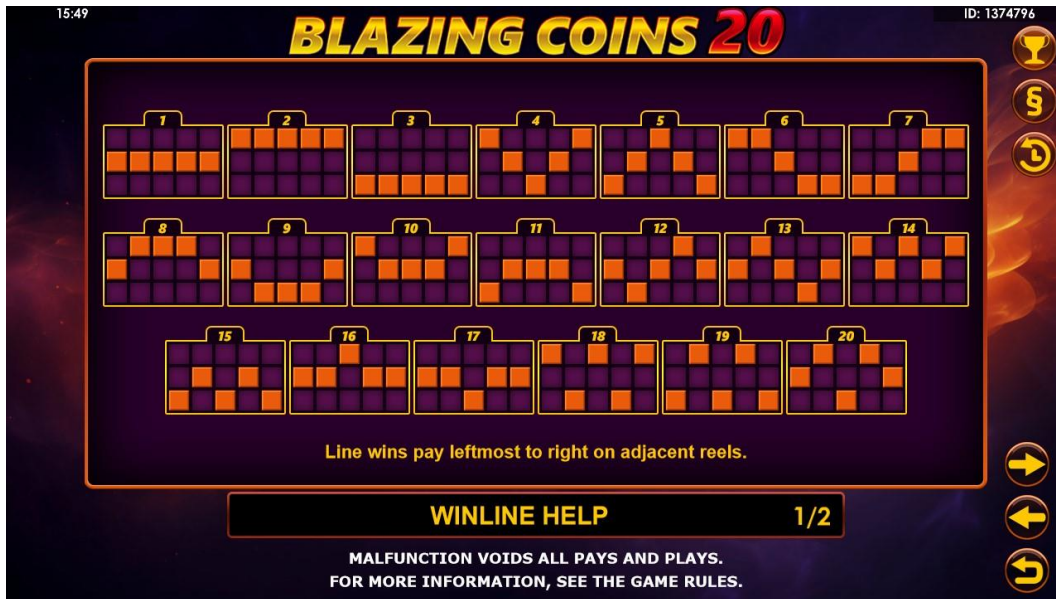 15:49
ID: 1374796
BLAZING COINS 20
1 2 3 4 5 6 7
8 9 10 11 12 13 14
15 16 17 18 19 20
Line wins pay leftmost to right on adjacent reels.
WINLINE HELP 1/2
MALFUNCTION VOIDS ALL PAYS AND PLAYS.
FOR MORE INFORMATION, SEE THE GAME RULES.
§